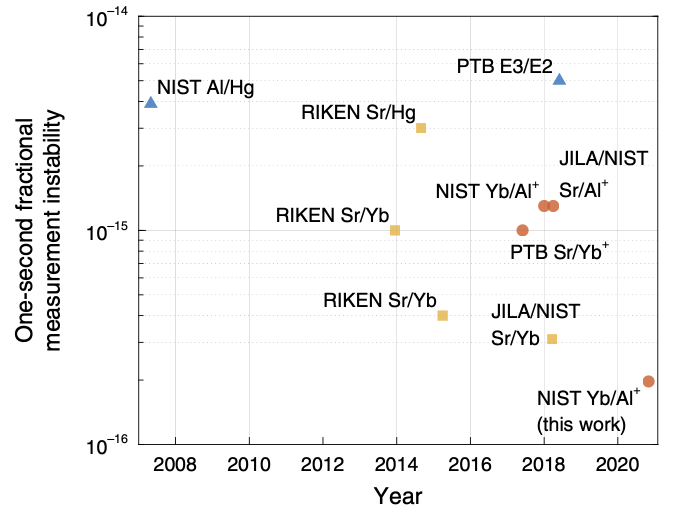 10⁻¹⁴
PTB E3/E2
NIST Al/Hg
RIKEN Sr/Hg
JILA/NIST
Sr/Al⁺
NIST Yb/Al⁺
RIKEN Sr/Yb
10⁻¹⁵
PTB Sr/Yb⁺
RIKEN Sr/Yb
JILA/NIST
Sr/Yb
NIST Yb/Al⁺
(this work)
10⁻¹⁶
One-second fractional
measurement instability
2008 2010 2012 2014 2016 2018 2020
Year